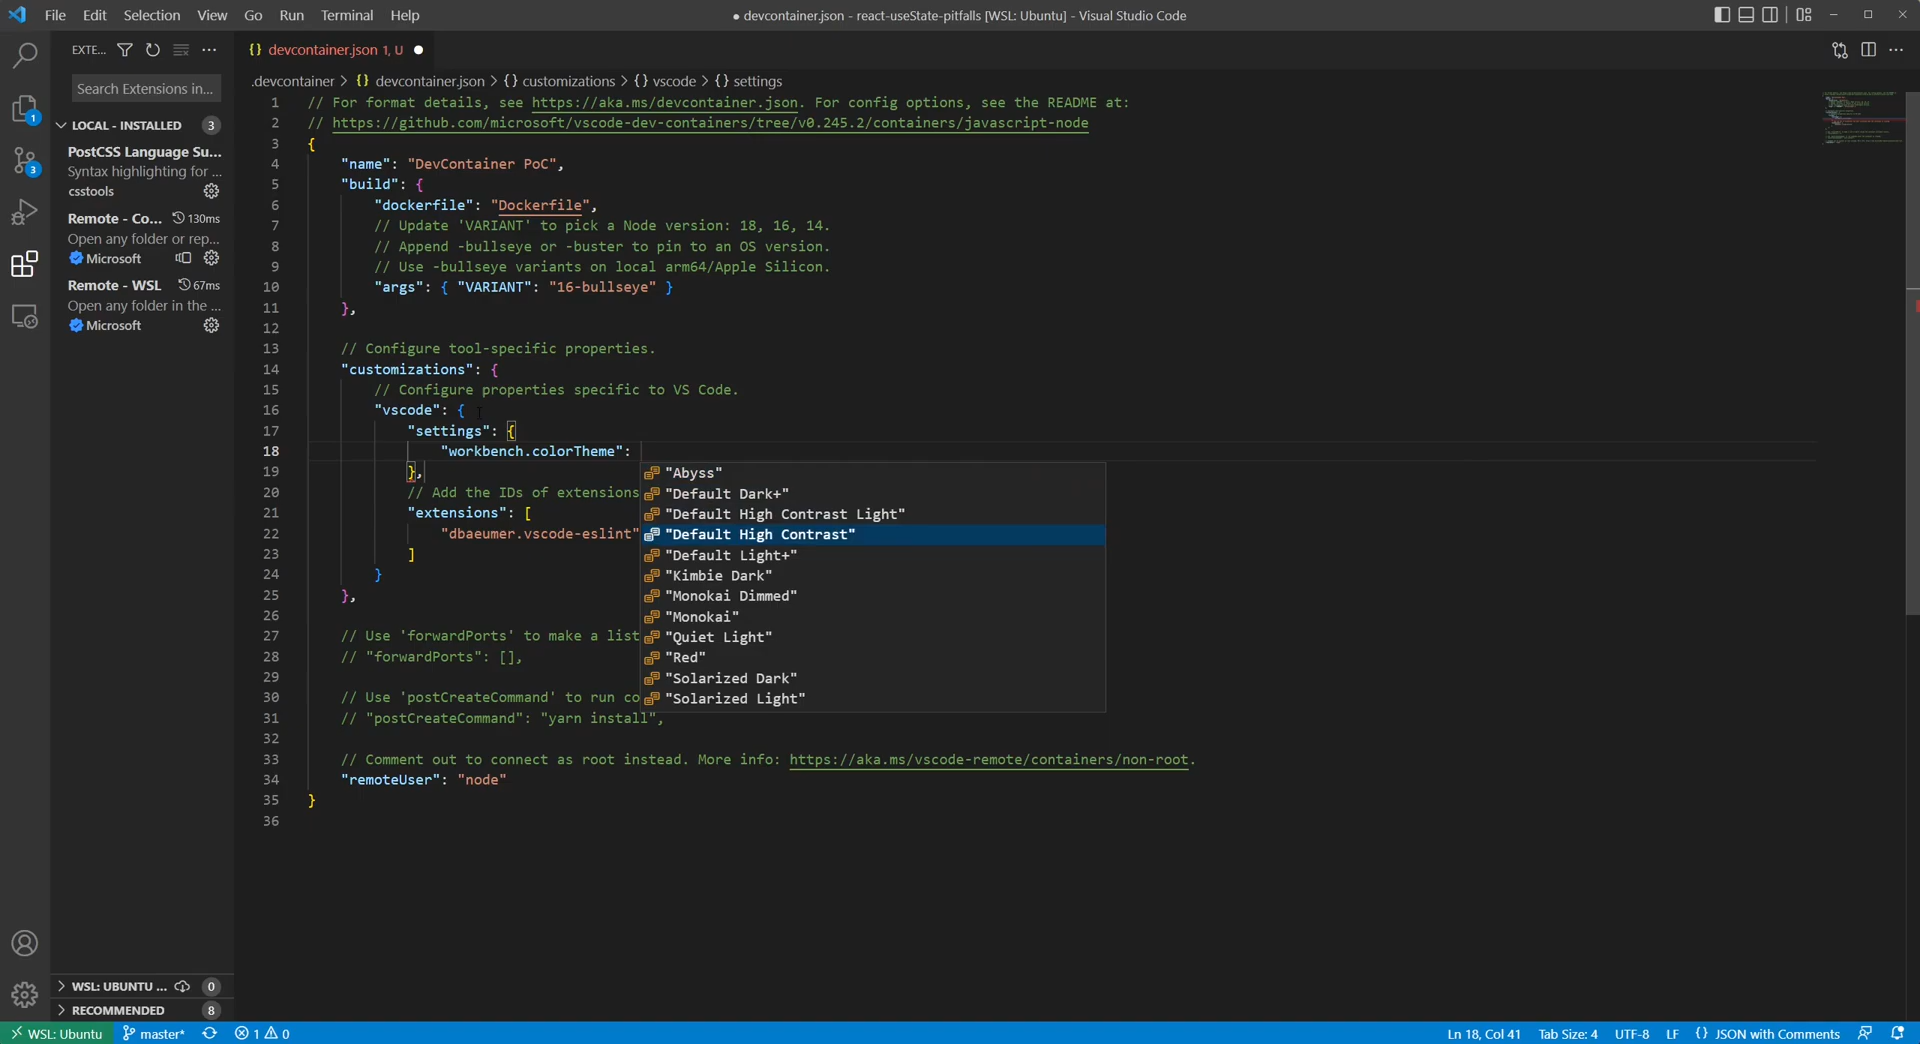 File Edit Selection View Go Run Terminal Help
● devcontainer.json - react-useState-pitfalls [WSL: Ubuntu] - Visual Studio Code
EXTE...
{} devcontainer.json 1, U ●
.devcontainer > {} devcontainer.json > {} customizations > {} vscode > {} settings
Search Extensions in...
LOCAL - INSTALLED 3
PostCSS Language Su...
Syntax highlighting for ...
csstools
Remote - Co... 130ms
Open any folder or rep...
Microsoft
Remote - WSL 67ms
Open any folder in the ...
Microsoft
1
3
1 // For format details, see https://aka.ms/devcontainer.json. For config options, see the README at:
2 // https://github.com/microsoft/vscode-dev-containers/tree/v0.245.2/containers/javascript-node
3 {
4 "name": "DevContainer PoC",
5 "build": {
6 "dockerfile": "Dockerfile",
7 // Update 'VARIANT' to pick a Node version: 18, 16, 14.
8 // Append -bullseye or -buster to pin to an OS version.
9 // Use -bullseye variants on local arm64/Apple Silicon.
10 "args": { "VARIANT": "16-bullseye" }
11 },
12
13 // Configure tool-specific properties.
14 "customizations": {
15 // Configure properties specific to VS Code.
16 "vscode": {
17 "settings": {
18 "workbench.colorTheme":
19 },
20 // Add the IDs of extensions
21 "extensions": [
22 "dbaeumer.vscode-eslint"
23 ]
24 }
25 },
26
27 // Use 'forwardPorts' to make a list
28 // "forwardPorts": [],
29
30 // Use 'postCreateCommand' to run co
31 // "postCreateCommand": "yarn install",
32
33 // Comment out to connect as root instead. More info: https://aka.ms/vscode-remote/containers/non-root.
34 "remoteUser": "node"
35 }
36
"Abyss"
"Default Dark+"
"Default High Contrast Light"
"Default High Contrast"
"Default Light+"
"Kimbie Dark"
"Monokai Dimmed"
"Monokai"
"Quiet Light"
"Red"
"Solarized Dark"
"Solarized Light"
WSL: UBUNTU ... 0
RECOMMENDED 8
WSL: Ubuntu master* 1 0 Ln 18, Col 41 Tab Size: 4 UTF-8 LF {} JSON with Comments